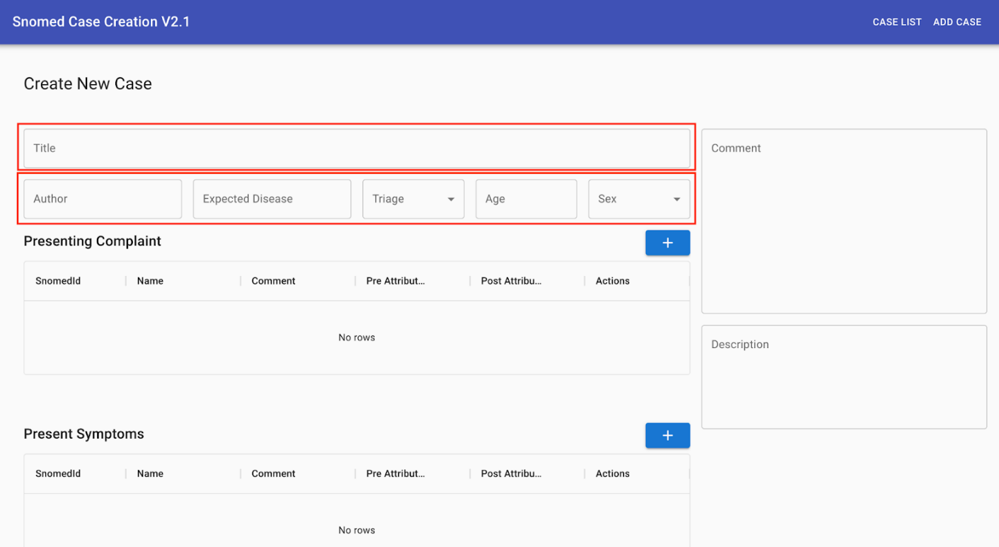 Snomed Case Creation V2.1
CASE LIST ADD CASE
Create New Case
Title
Author Expected Disease Triage Age Sex
Comment
Presenting Complaint
+
SnomedId Name Comment Pre Attribut... Post Attribu... Actions
No rows
Description
Present Symptoms
+
SnomedId Name Comment Pre Attribut... Post Attribu... Actions
No rows